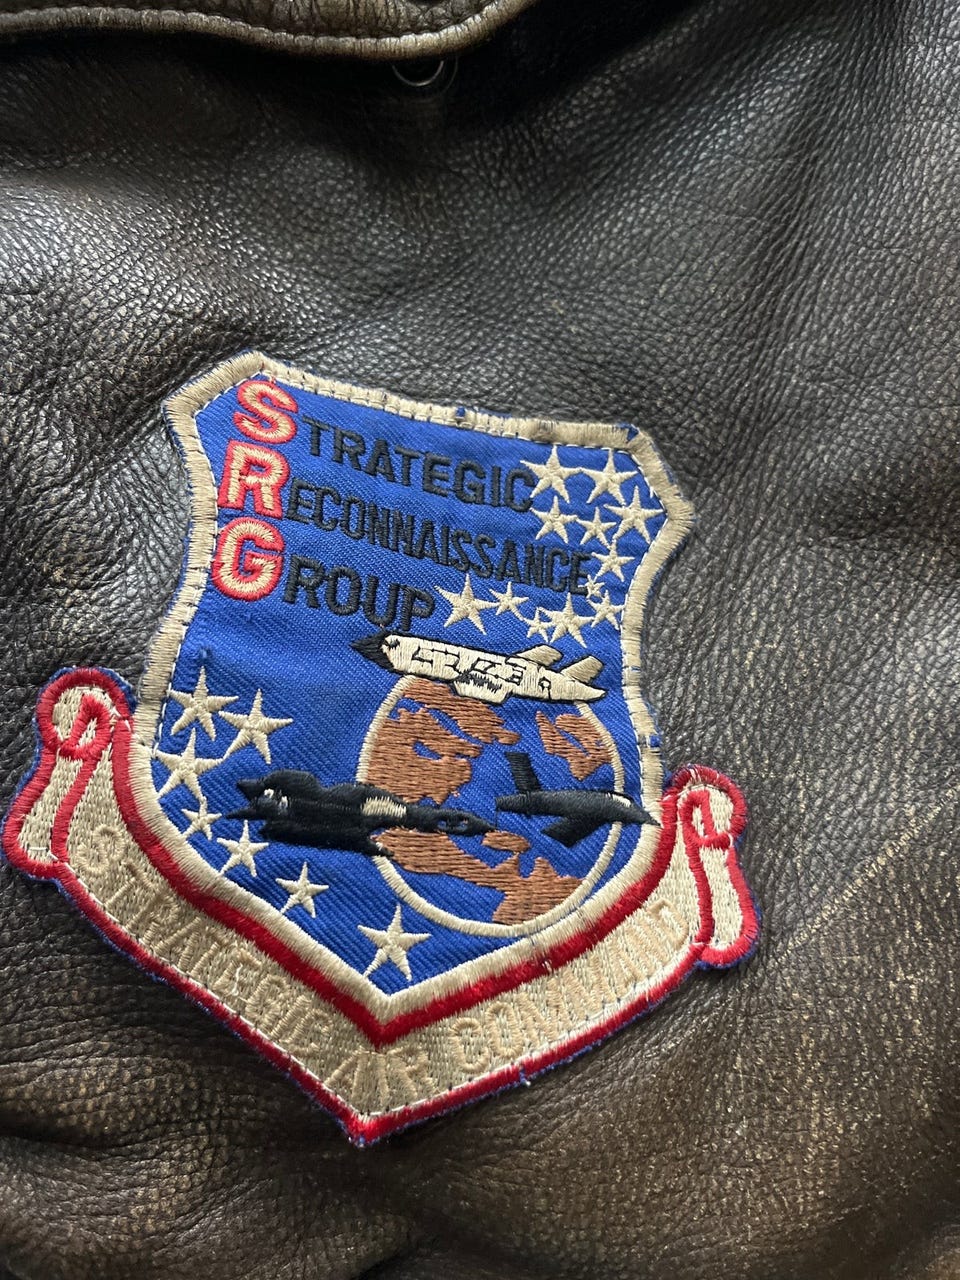 STRATEGIC
RECONNAISSANCE
GROUP
STRATEGIC AIR COMMAND